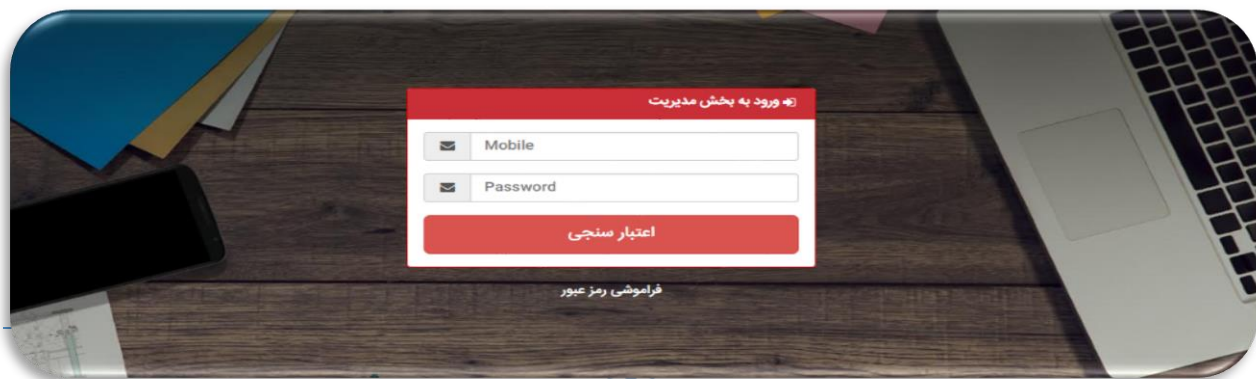 ورود به بخش مدیریت
Mobile
Password
اعتبار سنجی
فراموشی رمز عبور